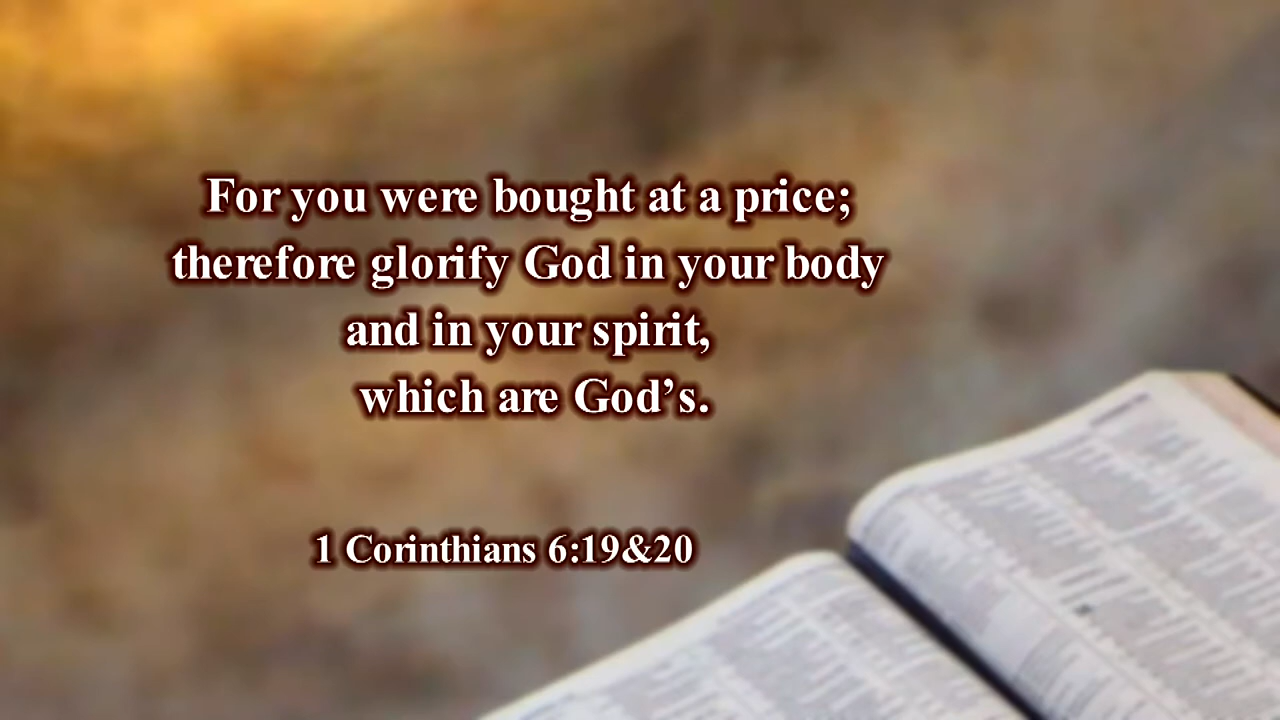 For you were bought at a price;
therefore glorify God in your body
and in your spirit,
which are God’s.
1 Corinthians 6:19&20